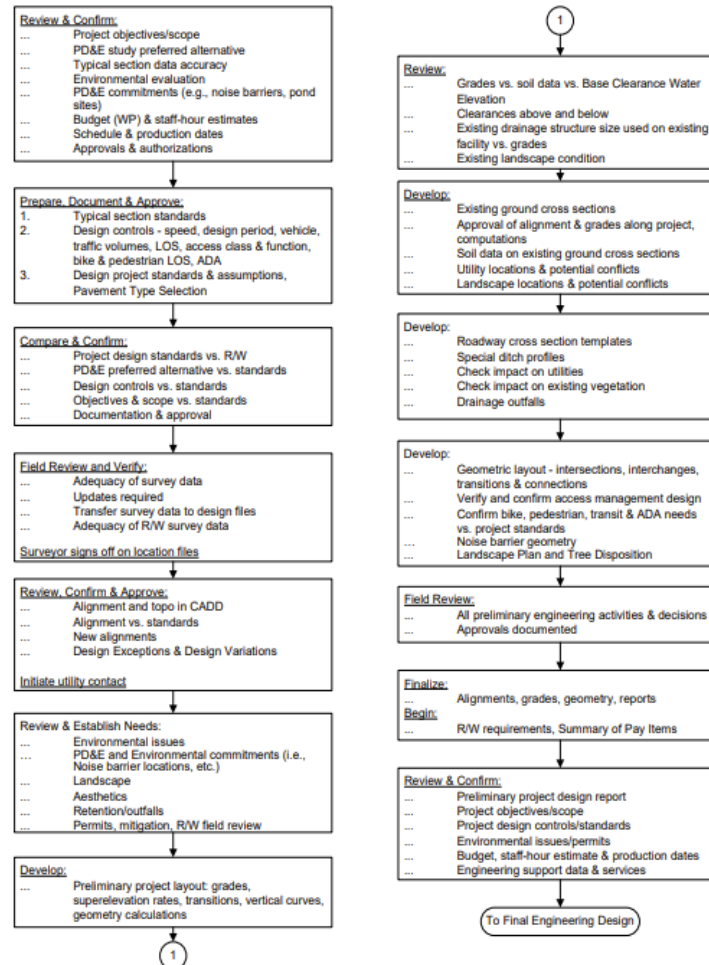 Review & Confirm:
... Project objectives/scope
... PD&E study preferred alternative
... Typical section data accuracy
... Environmental evaluation
... PD&E commitments (e.g., noise barriers, pond
sites)
... Budget (WP) & staff-hour estimates
... Schedule & production dates
... Approvals & authorizations
Prepare, Document & Approve:
1. Typical section standards
2. Design controls - speed, design period, vehicle,
traffic volumes, LOS, access class & function,
bike & pedestrian LOS, ADA
3. Design project standards & assumptions,
Pavement Type Selection
Compare & Confirm:
... Project design standards vs. R/W
... PD&E preferred alternative vs. standards
... Design controls vs. standards
... Objectives & scope vs. standards
... Documentation & approval
Field Review and Verify:
... Adequacy of survey data
... Updates required
... Transfer survey data to design files
... Adequacy of R/W survey data
Surveyor signs off on location files
Review, Confirm & Approve:
... Alignment and topo in CADD
... Alignment vs. standards
... New alignments
... Design Exceptions & Design Variations
Initiate utility contact
Review & Establish Needs:
... Environmental issues
... PD&E and Environmental commitments (i.e.,
Noise barrier locations, etc.)
... Landscape
... Aesthetics
... Retention/outfalls
... Permits, mitigation, R/W field review
Develop:
... Preliminary project layout: grades,
superelevation rates, transitions, vertical curves,
geometry calculations
1
1
Review:
... Grades vs. soil data vs. Base Clearance Water
Elevation
... Clearances above and below
... Existing drainage structure size used on existing
facility vs. grades
... Existing landscape condition
Develop:
... Existing ground cross sections
... Approval of alignment & grades along project,
computations
... Soil data on existing ground cross sections
... Utility locations & potential conflicts
... Landscape locations & potential conflicts
Develop:
... Roadway cross section templates
... Special ditch profiles
... Check impact on utilities
... Check impact on existing vegetation
... Drainage outfalls
Develop:
... Geometric layout - intersections, interchanges,
transitions & connections
... Verify and confirm access management design
... Confirm bike, pedestrian, transit & ADA needs
vs. project standards
... Noise barrier geometry
... Landscape Plan and Tree Disposition
Field Review:
... All preliminary engineering activities & decisions
... Approvals documented
Finalize:
... Alignments, grades, geometry, reports
Begin:
... R/W requirements, Summary of Pay Items
Review & Confirm:
... Preliminary project design report
... Project objectives/scope
... Project design controls/standards
... Environmental issues/permits
... Budget, staff-hour estimate & production dates
... Engineering support data & services
To Final Engineering Design